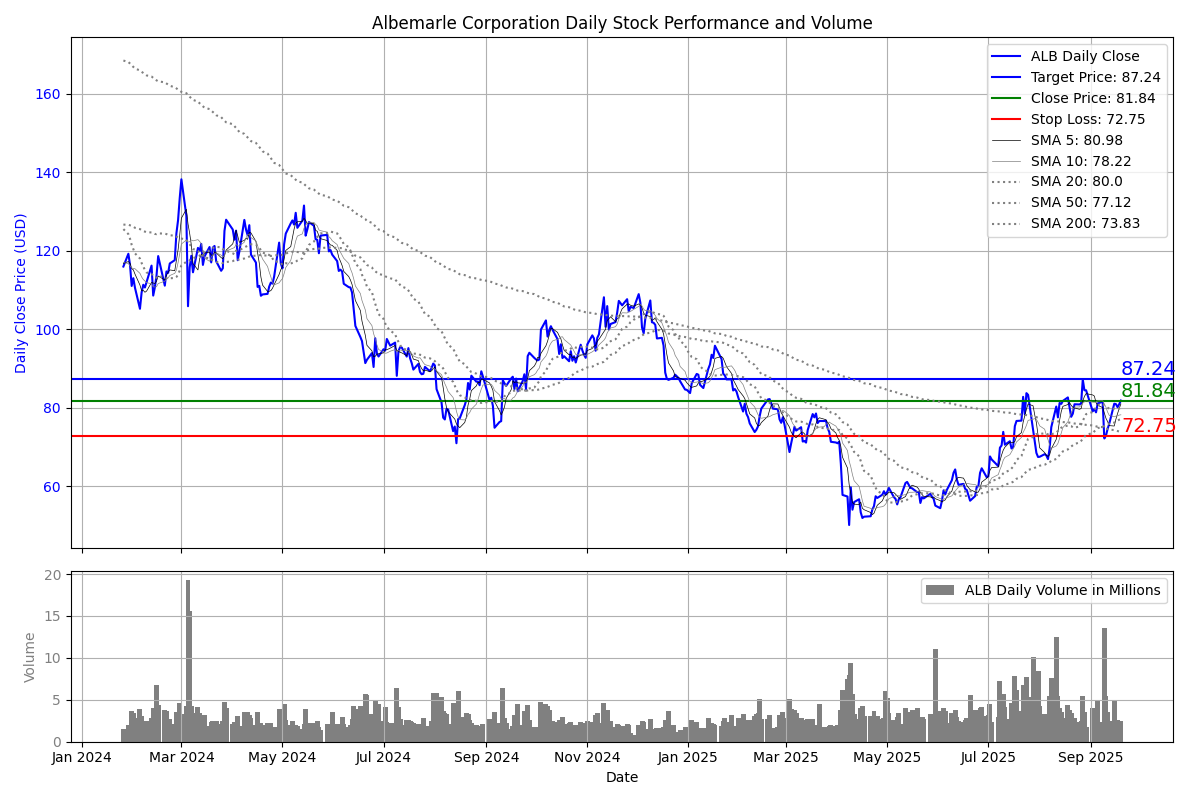 Albemarle Corporation Daily Stock Performance and Volume
Daily Close Price (USD)
160
140
120
100
80
60
ALB Daily Close
Target Price: 87.24
Close Price: 81.84
Stop Loss: 72.75
SMA 5: 80.98
SMA 10: 78.22
SMA 20: 80.0
SMA 50: 77.12
SMA 200: 73.83
87.24
81.84
72.75
Volume
20
15
10
5
0
ALB Daily Volume in Millions
Jan 2024 Mar 2024 May 2024 Jul 2024 Sep 2024 Nov 2024 Jan 2025 Mar 2025 May 2025 Jul 2025 Sep 2025
Date